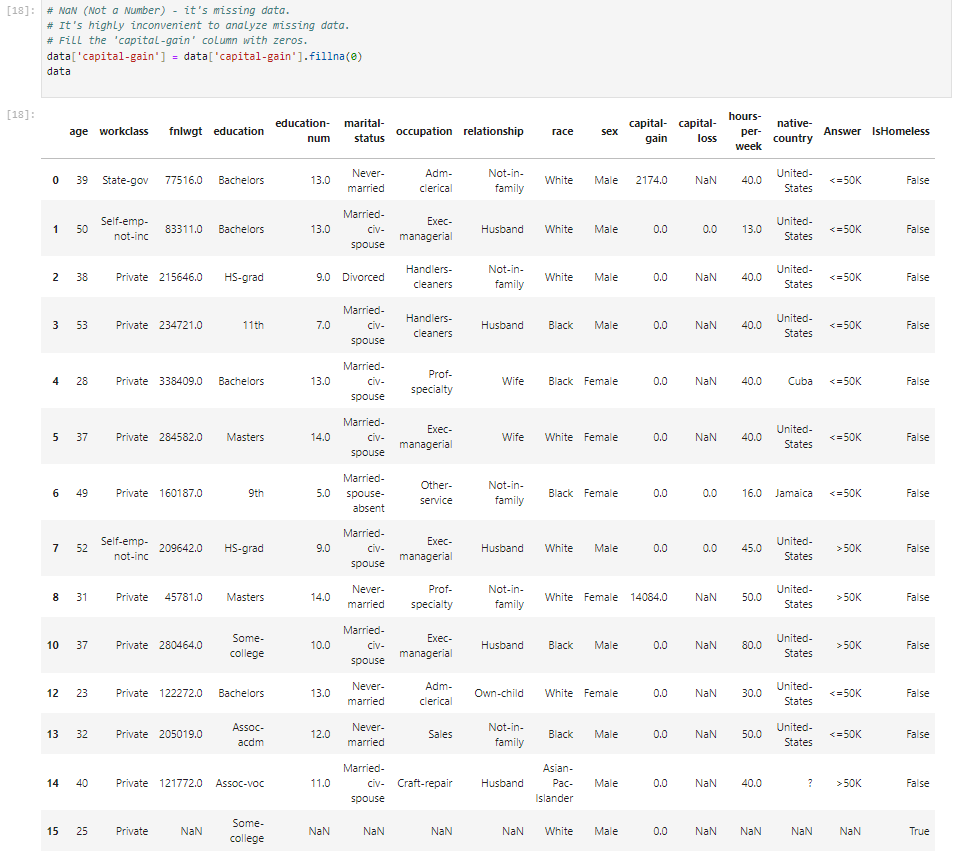 [18]: # NaN (Not a Number) - it's missing data.
# It's highly inconvenient to analyze missing data.
# Fill the 'capital-gain' column with zeros.
data['capital-gain'] = data['capital-gain'].fillna(0)
data
[18]:
age workclass fnlwgt education education-num marital-status occupation relationship race sex capital-gain capital-loss hours-per-week native-country Answer IsHomeless
0 39 State-gov 77516.0 Bachelors 13.0 Never-married Adm-clerical Not-in-family White Male 2174.0 NaN 40.0 United-States <=50K False
1 50 Self-emp-not-inc 83311.0 Bachelors 13.0 Married-civ-spouse Exec-managerial Husband White Male 0.0 0.0 13.0 United-States <=50K False
2 38 Private 215646.0 HS-grad 9.0 Divorced Handlers-cleaners Not-in-family White Male 0.0 NaN 40.0 United-States <=50K False
3 53 Private 234721.0 11th 7.0 Married-civ-spouse Handlers-cleaners Husband Black Male 0.0 NaN 40.0 United-States <=50K False
4 28 Private 338409.0 Bachelors 13.0 Married-civ-spouse Prof-specialty Wife Black Female 0.0 NaN 40.0 Cuba <=50K False
5 37 Private 284582.0 Masters 14.0 Married-civ-spouse Exec-managerial Wife White Female 0.0 NaN 40.0 United-States <=50K False
6 49 Private 160187.0 9th 5.0 Married-spouse-absent Other-service Not-in-family Black Female 0.0 0.0 16.0 Jamaica <=50K False
7 52 Self-emp-not-inc 209642.0 HS-grad 9.0 Married-civ-spouse Exec-managerial Husband White Male 0.0 0.0 45.0 United-States >50K False
8 31 Private 45781.0 Masters 14.0 Never-married Prof-specialty Not-in-family White Female 14084.0 NaN 50.0 United-States >50K False
10 37 Private 280464.0 Some-college 10.0 Married-civ-spouse Exec-managerial Husband Black Male 0.0 NaN 80.0 United-States >50K False
12 23 Private 122272.0 Bachelors 13.0 Never-married Adm-clerical Own-child White Female 0.0 NaN 30.0 United-States <=50K False
13 32 Private 205019.0 Assoc-acdm 12.0 Never-married Sales Not-in-family Black Male 0.0 NaN 50.0 United-States <=50K False
14 40 Private 121772.0 Assoc-voc 11.0 Married-civ-spouse Craft-repair Husband Asian-Pac-Islander Male 0.0 NaN 40.0 ? >50K False
15 25 Private NaN Some-college NaN NaN NaN NaN White Male 0.0 NaN NaN NaN NaN True